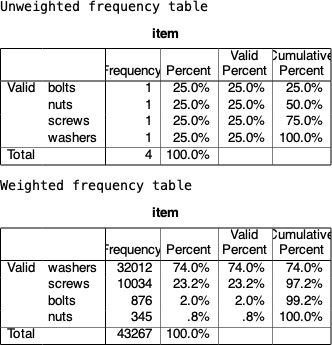 Unweighted frequency table
item
Valid Cumulative
Frequency Percent Percent Percent
Valid bolts 1 25.0% 25.0% 25.0%
nuts 1 25.0% 25.0% 50.0%
screws 1 25.0% 25.0% 75.0%
washers 1 25.0% 25.0% 100.0%
Total 4 100.0%
Weighted frequency table
item
Valid Cumulative
Frequency Percent Percent Percent
Valid washers 32012 74.0% 74.0% 74.0%
screws 10034 23.2% 23.2% 97.2%
bolts 876 2.0% 2.0% 99.2%
nuts 345 .8% .8% 100.0%
Total 43267 100.0%